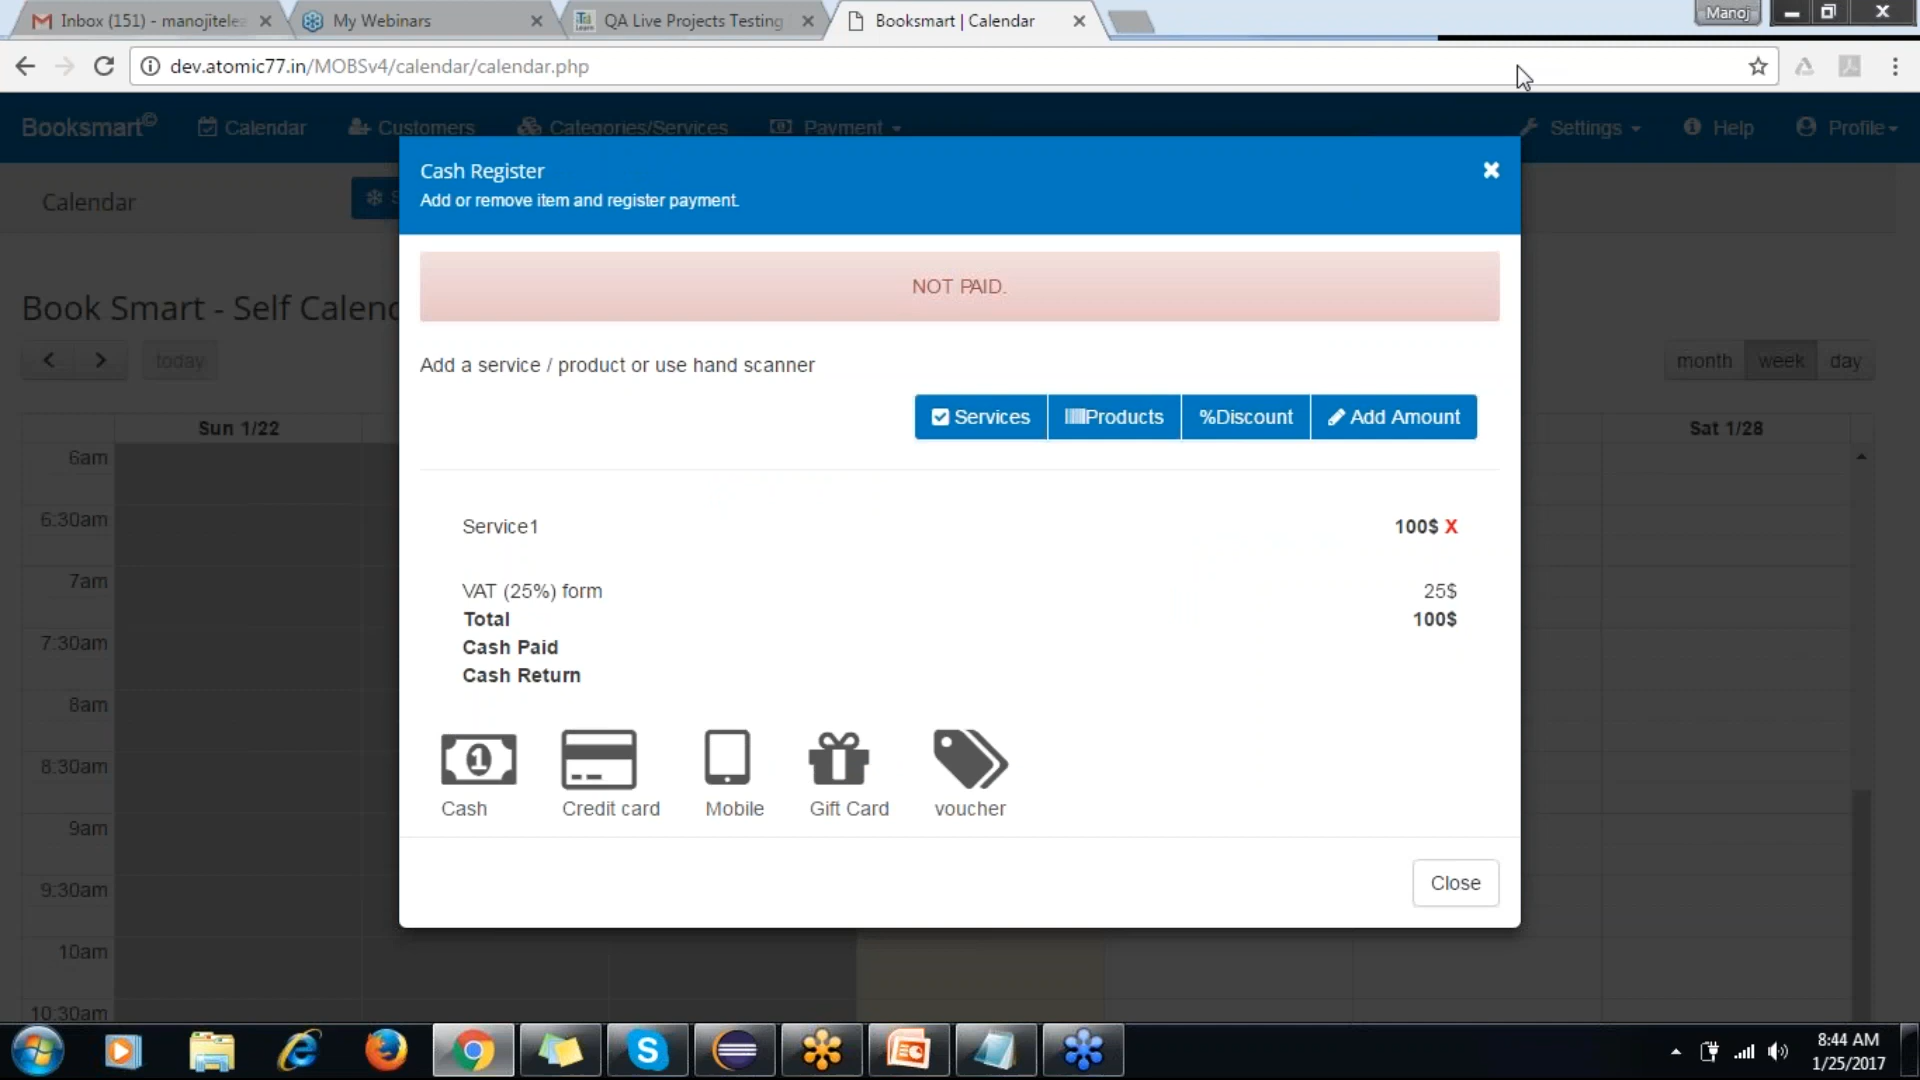 Inbox (151) - manojitele
My Webinars
QA Live Projects Testing
Booksmart | Calendar
Manoj
dev.atomic77.in/MOBSv4/calendar/calendar.php
Booksmart©
Calendar
Customers
Categories/Services
Payment
Settings
Help
Profile
Calendar
S
Cash Register
Add or remove item and register payment.
NOT PAID.
Book Smart - Self Calend
today
month
week
day
Add a service / product or use hand scanner
Services
Products
%Discount
Add Amount
Sun 1/22
Sat 1/28
6am
6:30am
7am
7:30am
8am
8:30am
9am
9:30am
10am
10:30am
Service1 100$ X
VAT (25%) form 25$
Total 100$
Cash Paid
Cash Return
Cash
Credit card
Mobile
Gift Card
voucher
Close
8:44 AM
1/25/2017